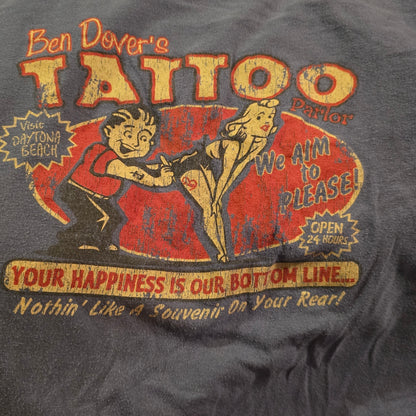 Ben Dover's
TATTOO
Parlor
Visit
DAYTONA
BEACH
We AIM
to
PLEASE!
OPEN
24 HOURS
YOUR HAPPINESS IS OUR BOTTOM LINE...
Nothin' Like A Souvenir On Your Rear!